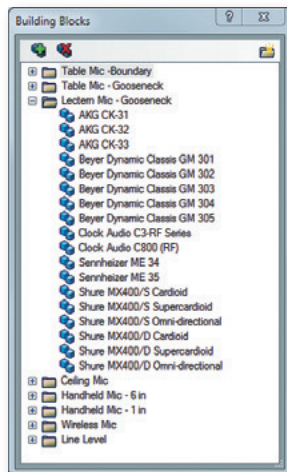 Building Blocks
Table Mic -Boundary
Table Mic - Gooseneck
Lectern Mic - Gooseneck
AKG CK-31
AKG CK-32
AKG CK-33
Beyer Dynamic Classis GM 301
Beyer Dynamic Classis GM 302
Beyer Dynamic Classis GM 303
Beyer Dynamic Classis GM 304
Beyer Dynamic Classis GM 305
Clock Audio C3-RF Series
Clock Audio C800 (RF)
Sennheizer ME 34
Sennheizer ME 35
Shure MX400/S Cardioid
Shure MX400/S Supercardioid
Shure MX400/S Omni-directional
Shure MX400/D Cardioid
Shure MX400/D Supercardioid
Shure MX400/D Omni-directional
Ceiling Mic
Handheld Mic - 6 in
Handheld Mic - 1 in
Wireless Mic
Line Level